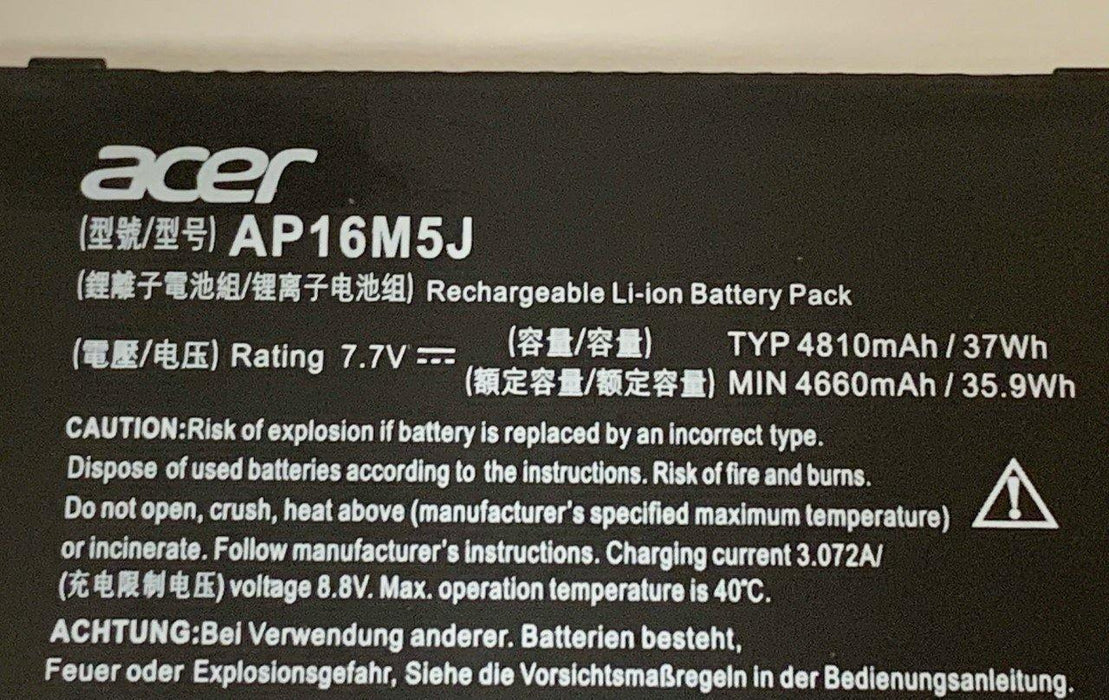 acer
(型號/型号) AP16M5J
(鋰離子電池組/锂离子电池组) Rechargeable Li-ion Battery Pack
(電壓/电压) Rating 7.7V ⎓ (容量/容量) TYP 4810mAh / 37Wh
(額定容量/额定容量) MIN 4660mAh / 35.9Wh
CAUTION:Risk of explosion if battery is replaced by an incorrect type.
Dispose of used batteries according to the instructions. Risk of fire and burns.
Do not open, crush, heat above (manufacturer's specified maximum temperature)
or incinerate. Follow manufacturer's instructions. Charging current 3.072A/
(充电限制电压) voltage 8.8V. Max. operation temperature is 40°C.
ACHTUNG:Bei Verwendung anderer. Batterien besteht,
Feuer oder Explosionsgefahr, Siehe die Vorsichtsmaßregeln in der Bedienungsanleitung.